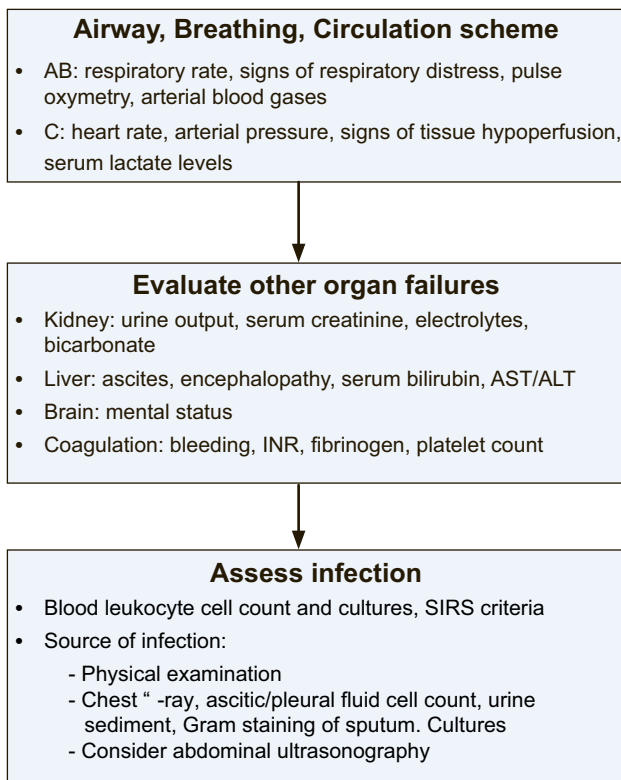 Airway, Breathing, Circulation scheme
• AB: respiratory rate, signs of respiratory distress, pulse
oxymetry, arterial blood gases
• C: heart rate, arterial pressure, signs of tissue hypoperfusion,
serum lactate levels
Evaluate other organ failures
• Kidney: urine output, serum creatinine, electrolytes,
bicarbonate
• Liver: ascites, encephalopathy, serum bilirubin, AST/ALT
• Brain: mental status
• Coagulation: bleeding, INR, fibrinogen, platelet count
Assess infection
• Blood leukocyte cell count and cultures, SIRS criteria
• Source of infection:
- Physical examination
- Chest “ -ray, ascitic/pleural fluid cell count, urine
sediment, Gram staining of sputum. Cultures
- Consider abdominal ultrasonography